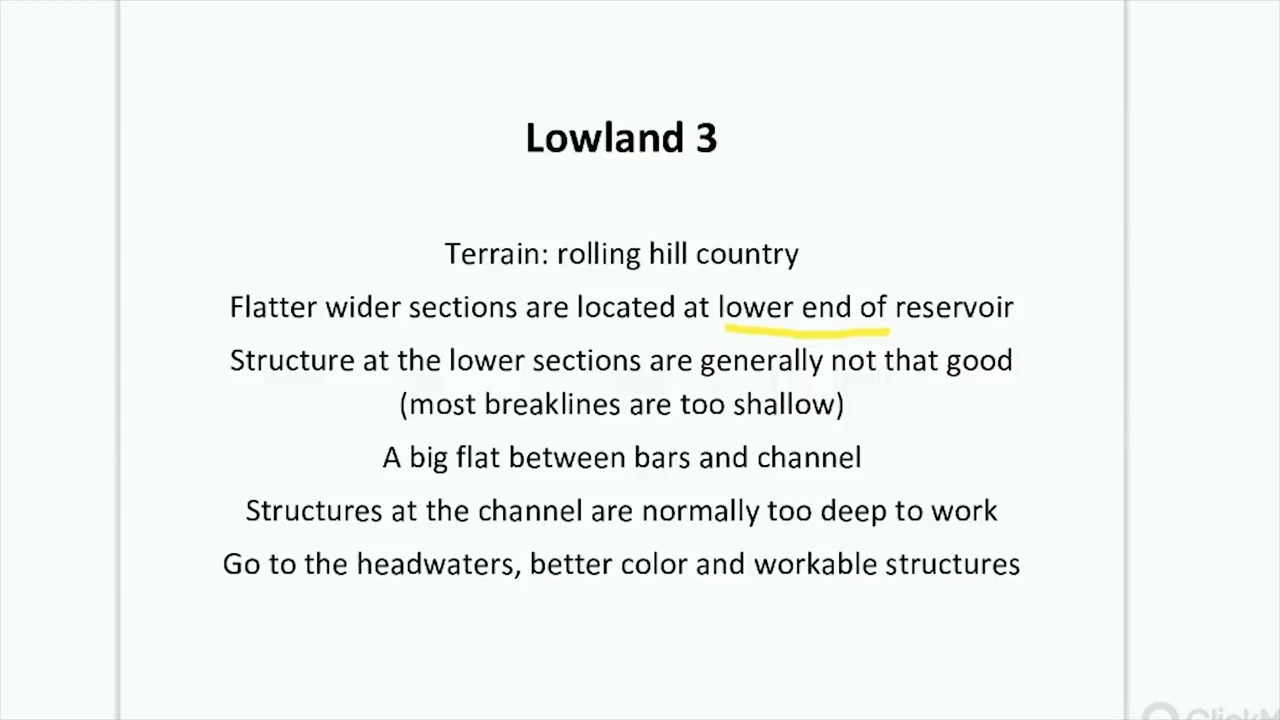 Lowland 3
Terrain: rolling hill country
Flatter wider sections are located at lower end of reservoir
Structure at the lower sections are generally not that good
(most breaklines are too shallow)
A big flat between bars and channel
Structures at the channel are normally too deep to work
Go to the headwaters, better color and workable structures